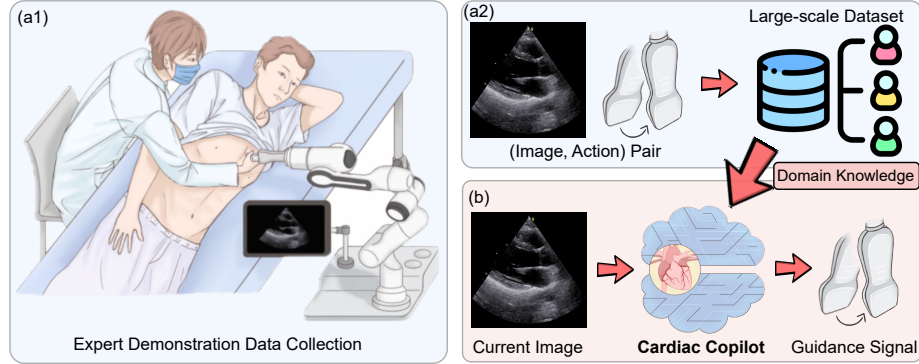 (a1)
Expert Demonstration Data Collection
(a2)
Large-scale Dataset
(Image, Action) Pair
Domain Knowledge
(b)
Current Image
Cardiac Copilot
Guidance Signal